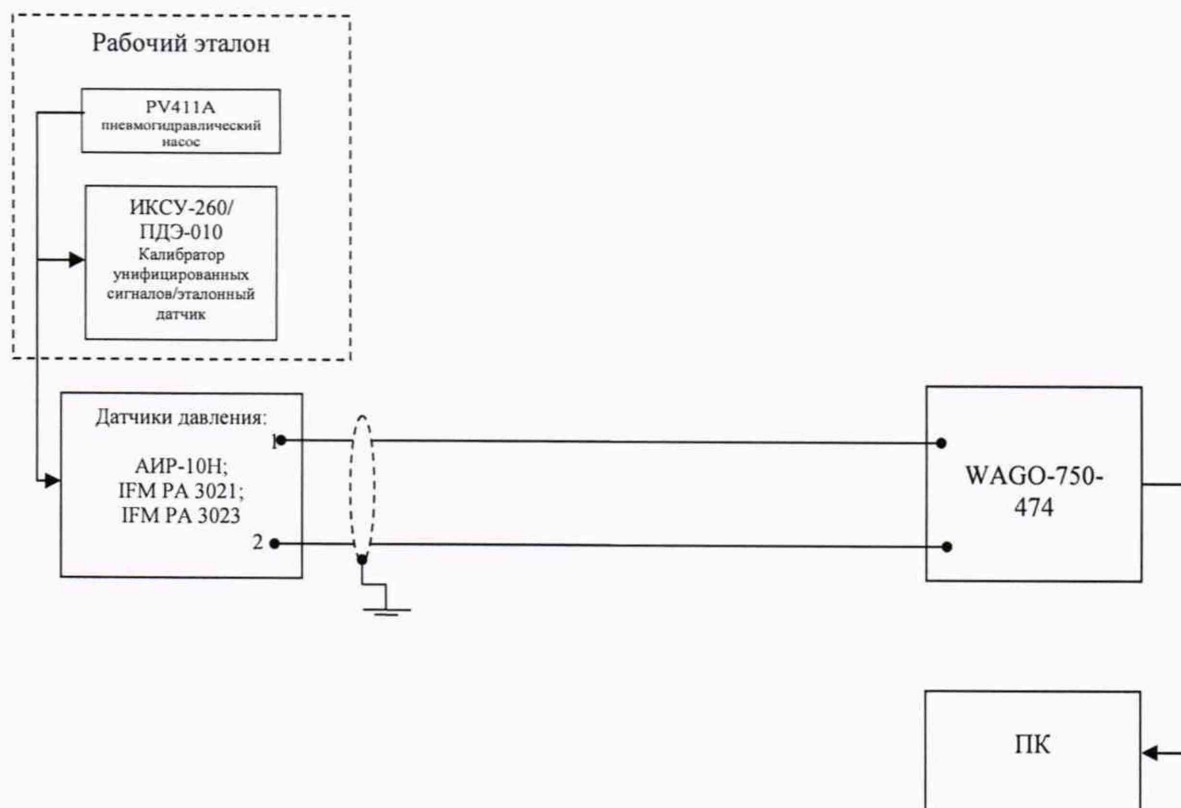 Рабочий эталон
PV411A
пневмогидравлический
насос
ИКСУ-260/
ПДЭ-010
Калибратор
унифицированных
сигналов/эталонный
датчик
Датчики давления:
1
АИР-10Н;
IFM PA 3021;
IFM PA 3023
2
WAGO-750-
474
ПК